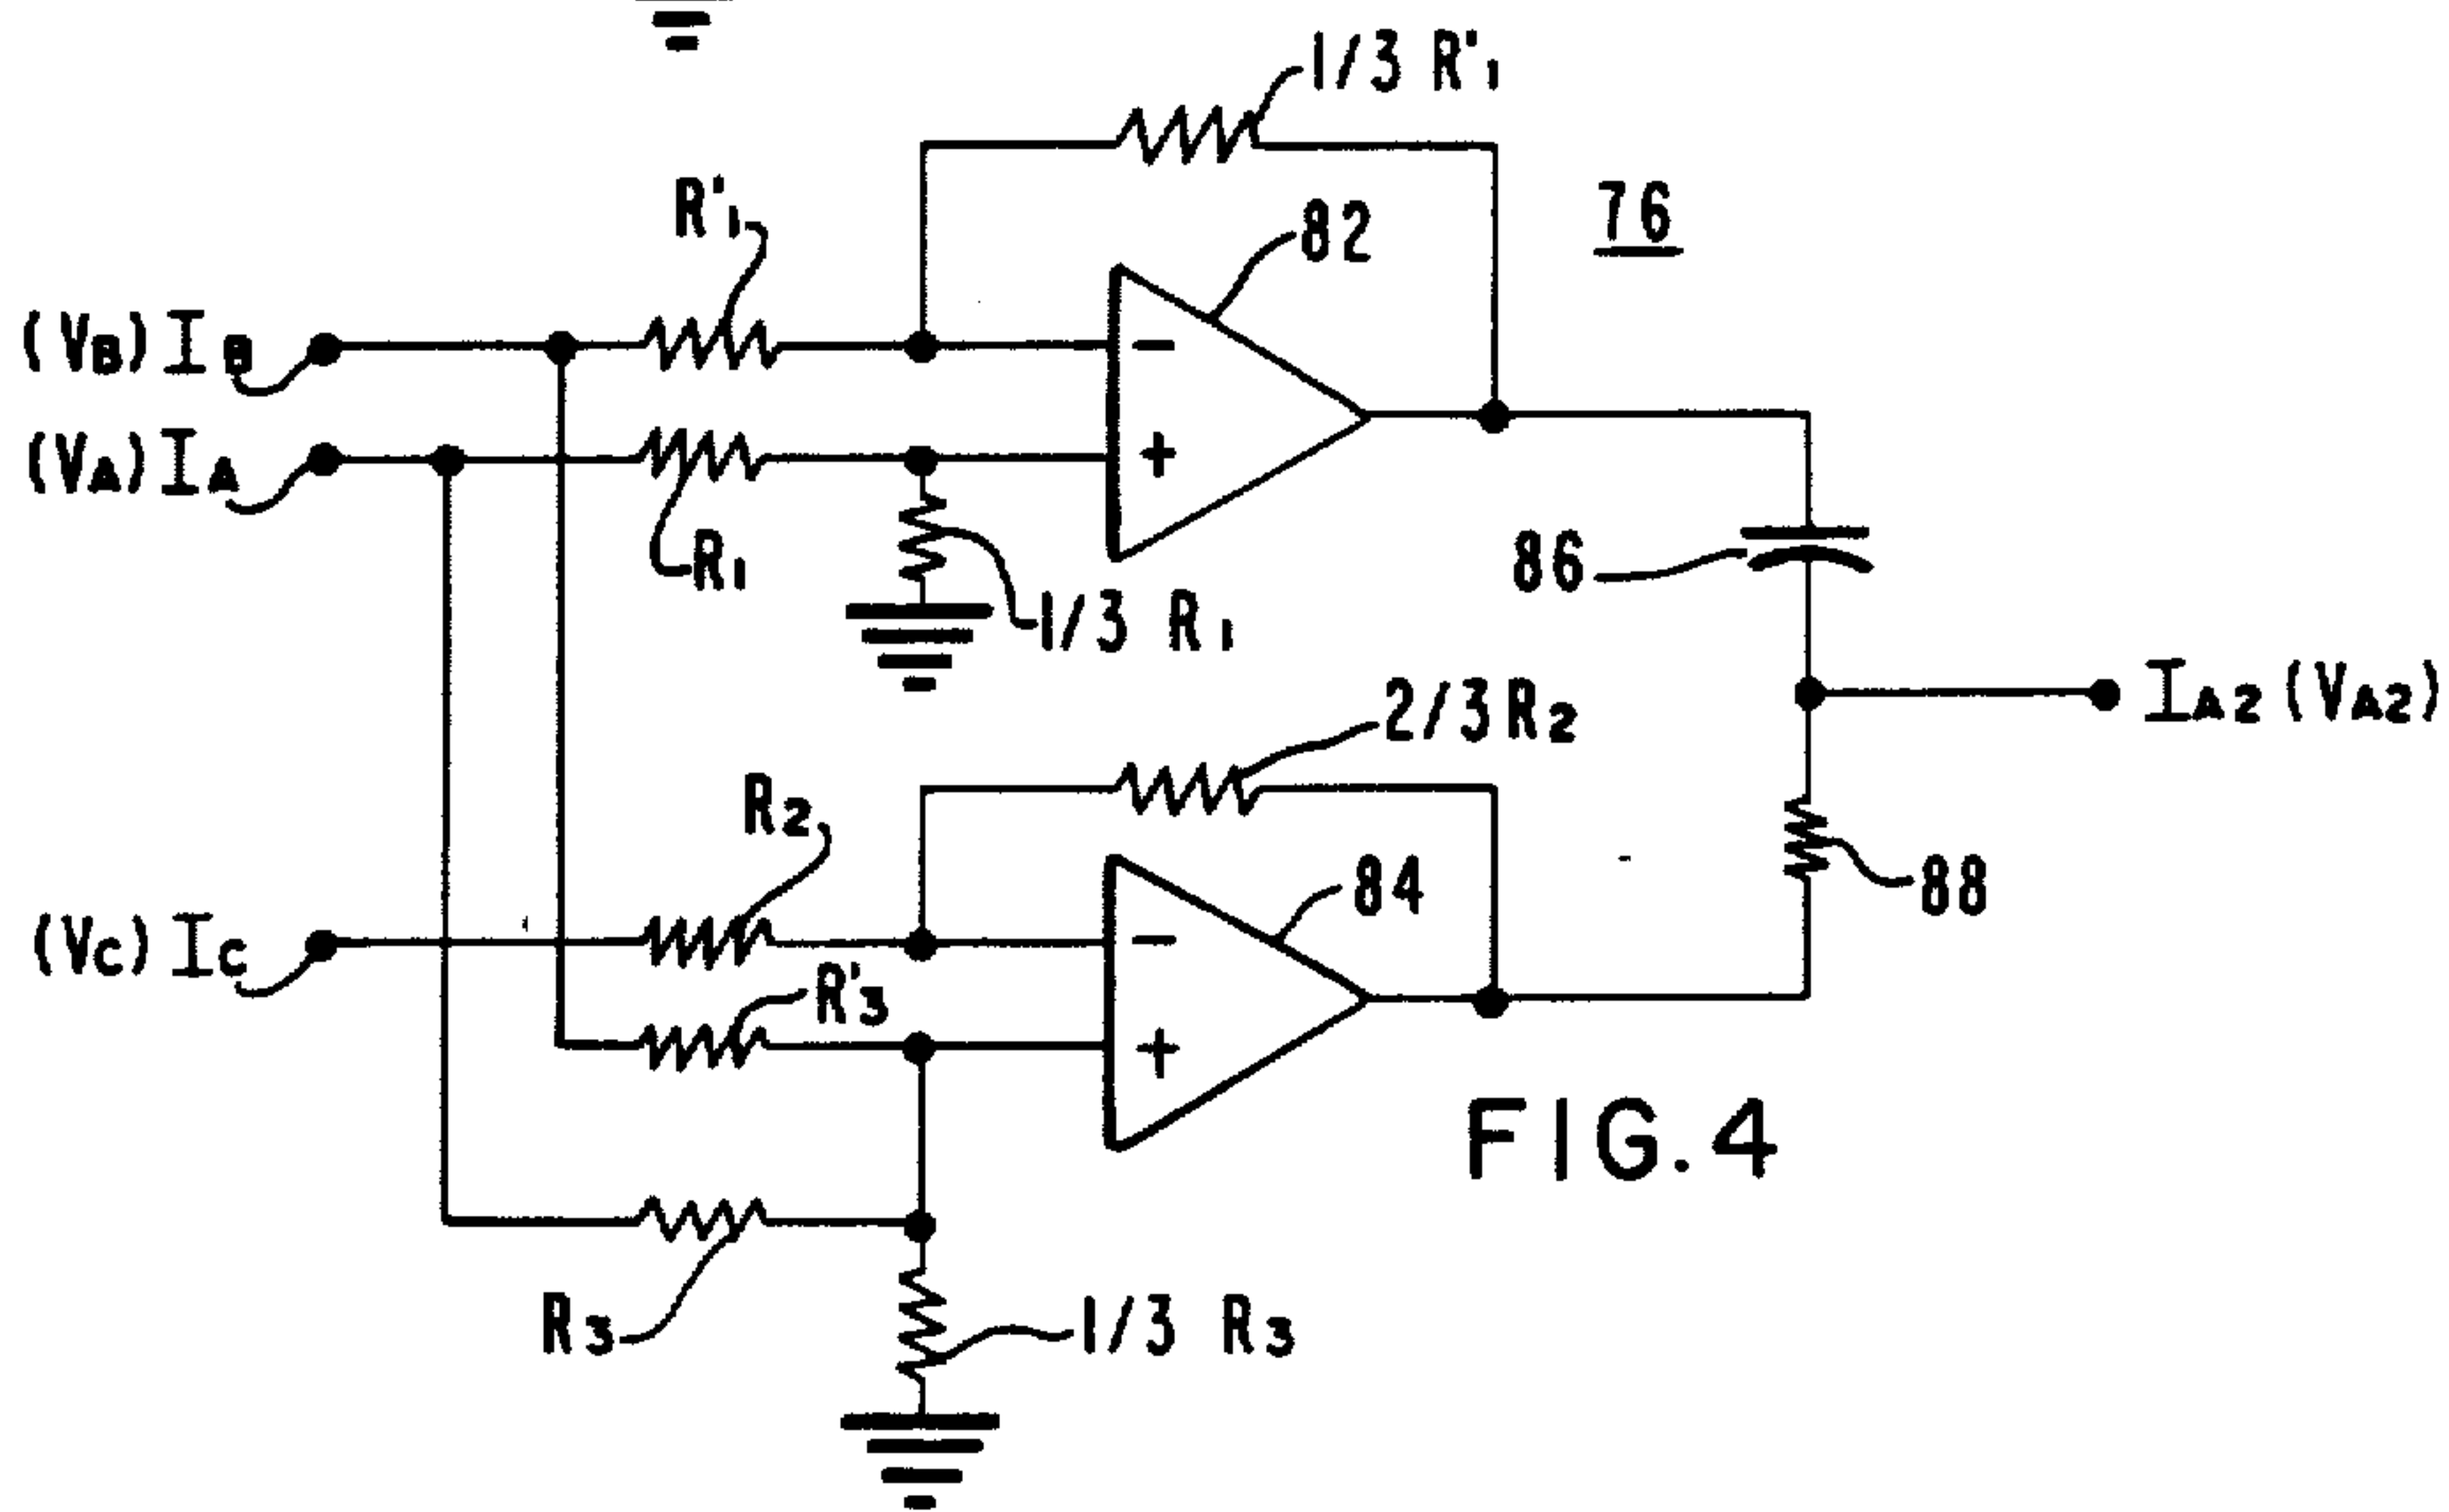 1/3 R'1
R'1
82
76
(VB) IB
(VA) IA
-
+
R1
1/3 R1
86
IA2 (VA2)
2/3 R2
R2
84
88
(VC) IC
-
R'3
+
FIG. 4
R3
1/3 R3